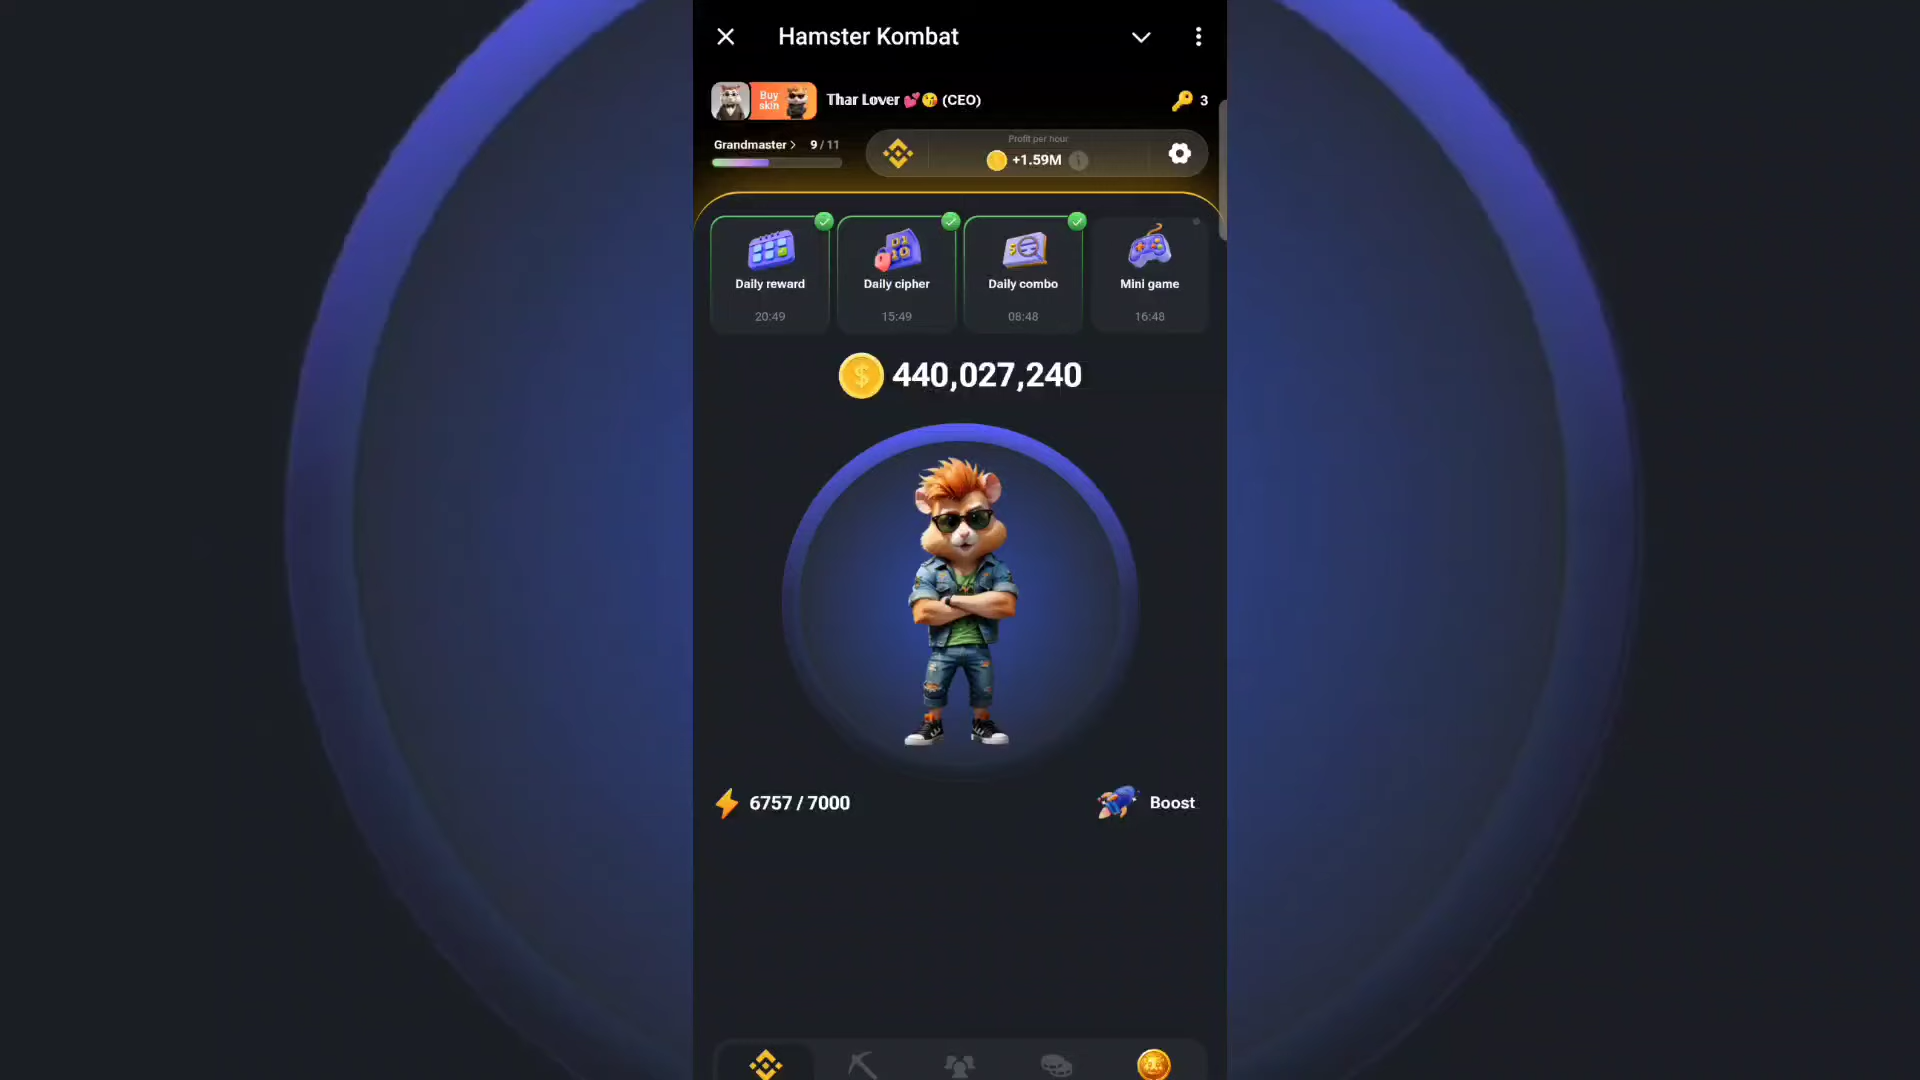 Hamster Kombat
Buy
skin
Thar Lover 💕😘 (CEO)
🔑 3
Grandmaster > 9 / 11
Profit per hour
+1.59M
Daily reward
20:49
Daily cipher
15:49
Daily combo
08:48
Mini game
16:48
440,027,240
6757 / 7000
Boost